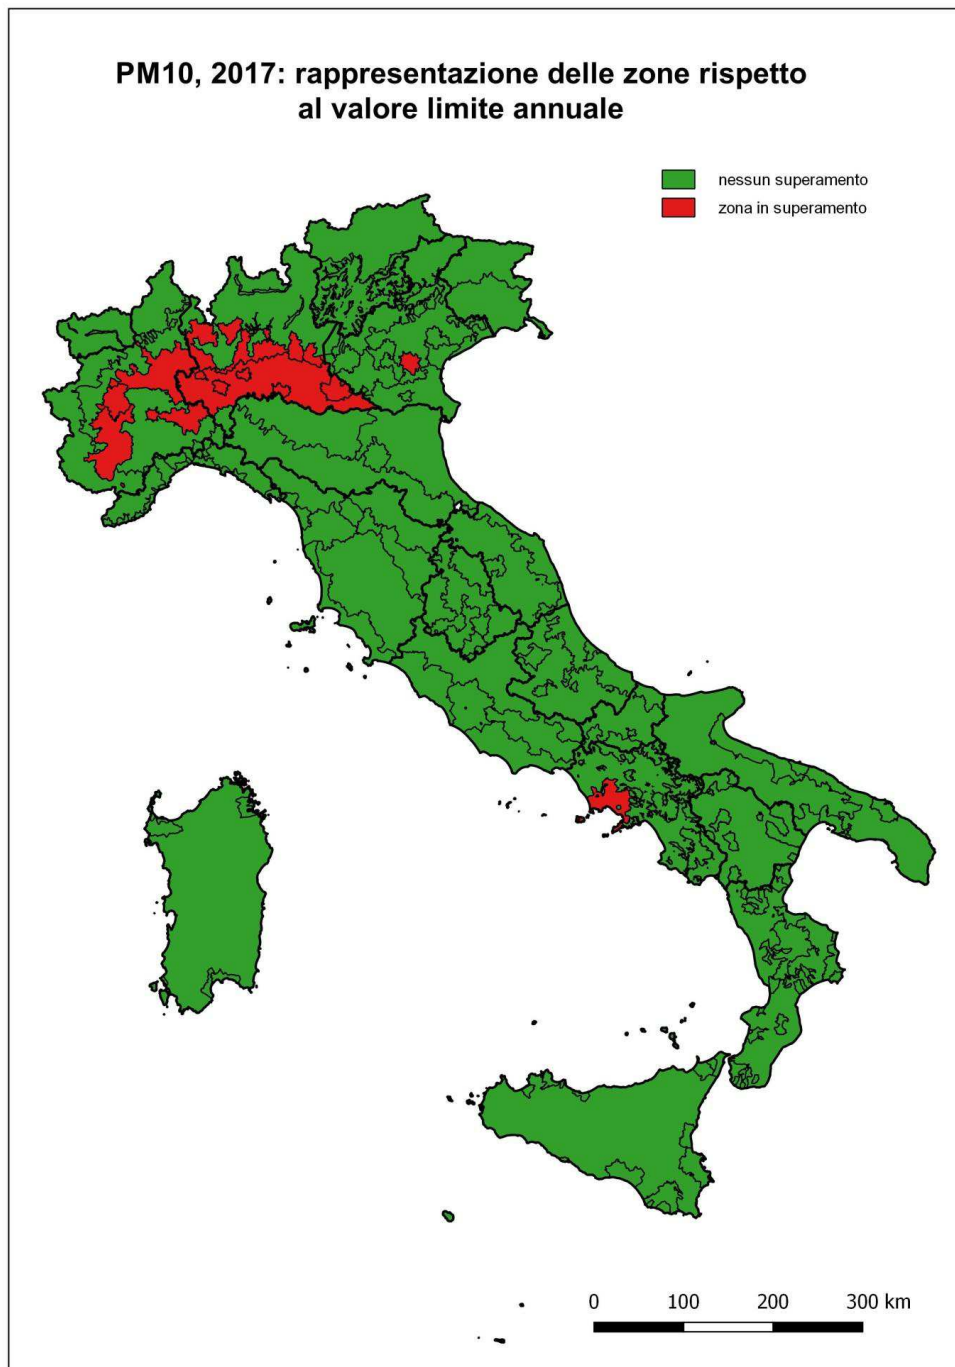 PM10, 2017: rappresentazione delle zone rispetto
al valore limite annuale
nessun superamento
zona in superamento
0 100 200 300 km